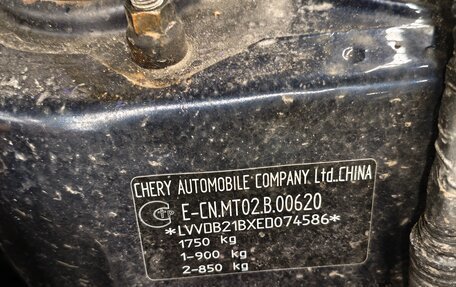 CHERY AUTOMOBILE COMPANY. Ltd.,CHINA
E-CN.MT02.B.00620
*LVVDB21BXED074586*
1750 kg
1-900 kg
2-850 kg